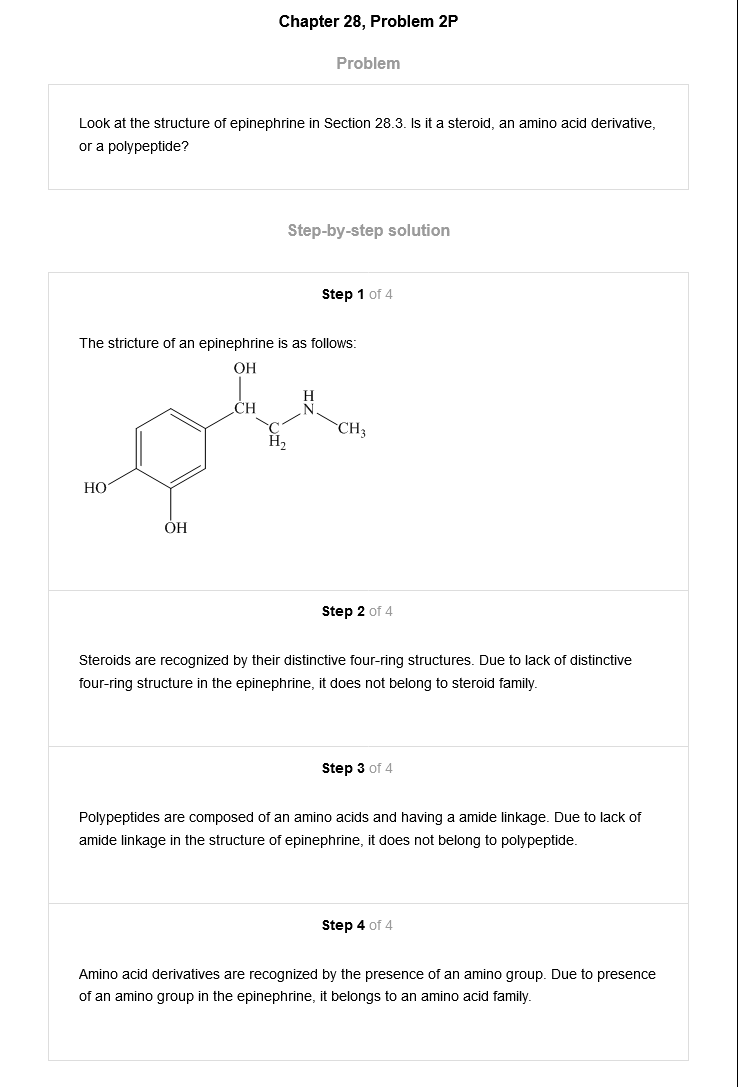 Chapter 28, Problem 2P
Problem
Look at the structure of epinephrine in Section 28.3. Is it a steroid, an amino acid derivative,
or a polypeptide?
Step-by-step solution
Step 1 of 4
The stricture of an epinephrine is as follows:
OH
CH
H
N
C
H2
CH3
HO
OH
Step 2 of 4
Steroids are recognized by their distinctive four-ring structures. Due to lack of distinctive
four-ring structure in the epinephrine, it does not belong to steroid family.
Step 3 of 4
Polypeptides are composed of an amino acids and having a amide linkage. Due to lack of
amide linkage in the structure of epinephrine, it does not belong to polypeptide.
Step 4 of 4
Amino acid derivatives are recognized by the presence of an amino group. Due to presence
of an amino group in the epinephrine, it belongs to an amino acid family.